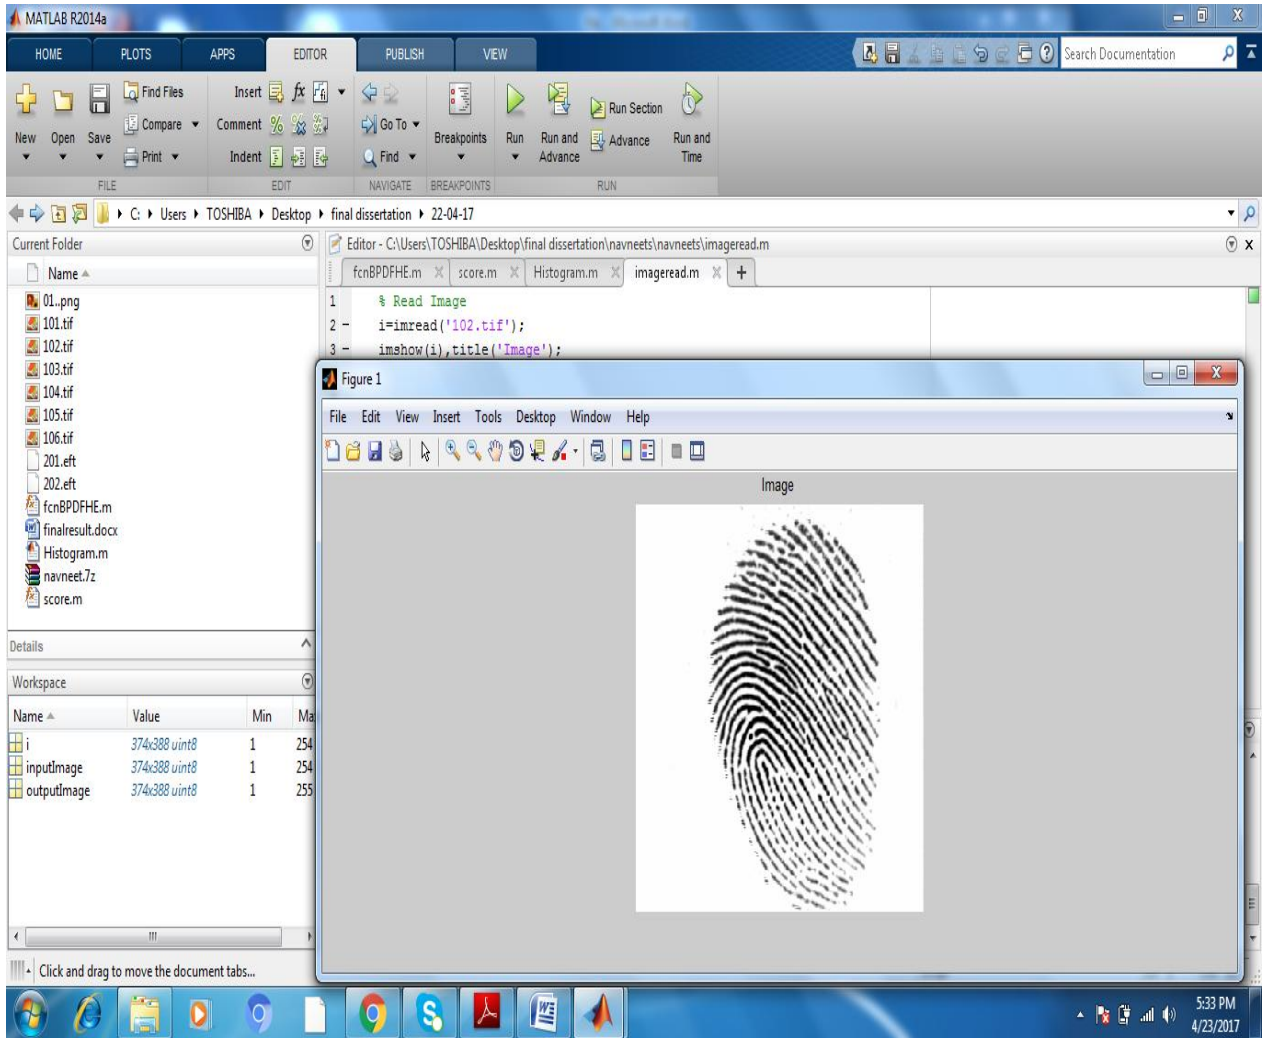 MATLAB R2014a
HOME PLOTS APPS EDITOR PUBLISH VIEW
Search Documentation
New Open Save
Find Files
Compare
Print
Insert fx
Comment
Indent
Go To
Find
Breakpoints
Run
Run and Advance
Run Section
Advance
Run and Time
FILE EDIT NAVIGATE BREAKPOINTS RUN
C: Users TOSHIBA Desktop final dissertation 22-04-17
Current Folder
Name
01..png
101.tif
102.tif
103.tif
104.tif
105.tif
106.tif
201.eft
202.eft
fcnBPDFHE.m
finalresult.docx
Histogram.m
navneet.7z
score.m
Details
Workspace
Name Value Min Ma
i 374x388 uint8 1 254
inputImage 374x388 uint8 1 254
outputImage 374x388 uint8 1 255
Click and drag to move the document tabs...
Editor - C:\Users\TOSHIBA\Desktop\final dissertation\navneets\navneets\imageread.m
fcnBPDFHE.m score.m Histogram.m imageread.m
1 % Read Image
2 - i=imread('102.tif');
3 - imshow(i),title('Image');
Figure 1
File Edit View Insert Tools Desktop Window Help
Image
5:33 PM
4/23/2017